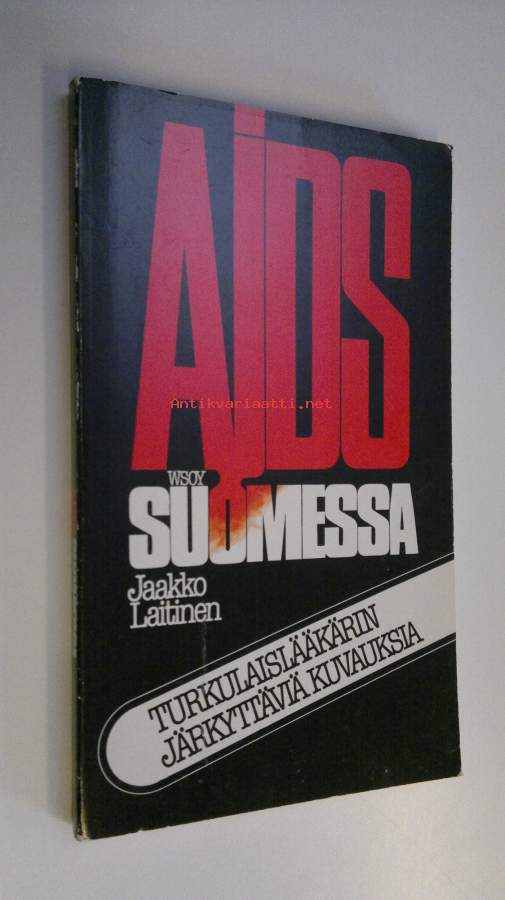 AIDS
Antikvariaatti.net
WSOY
SUOMESSA
Jaakko
Laitinen
TURKULAISLÄÄKÄRIN
JÄRKYTTÄVIÄ KUVAUKSIA